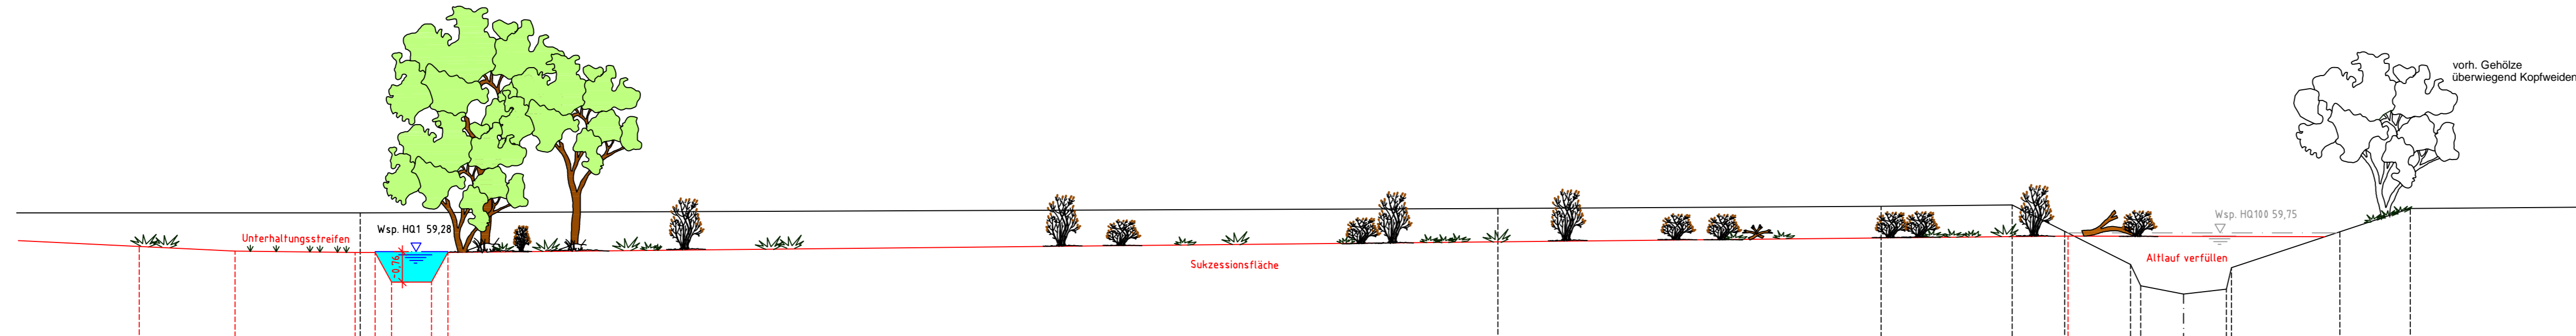 vorh. Gehölze
überwiegend Kopfweiden
Wsp. HQ100 59,75
Wsp. HQ1 59,28
Unterhaltungsstreifen
-0,76
Sukzessionsfläche
Altlauf verfüllen